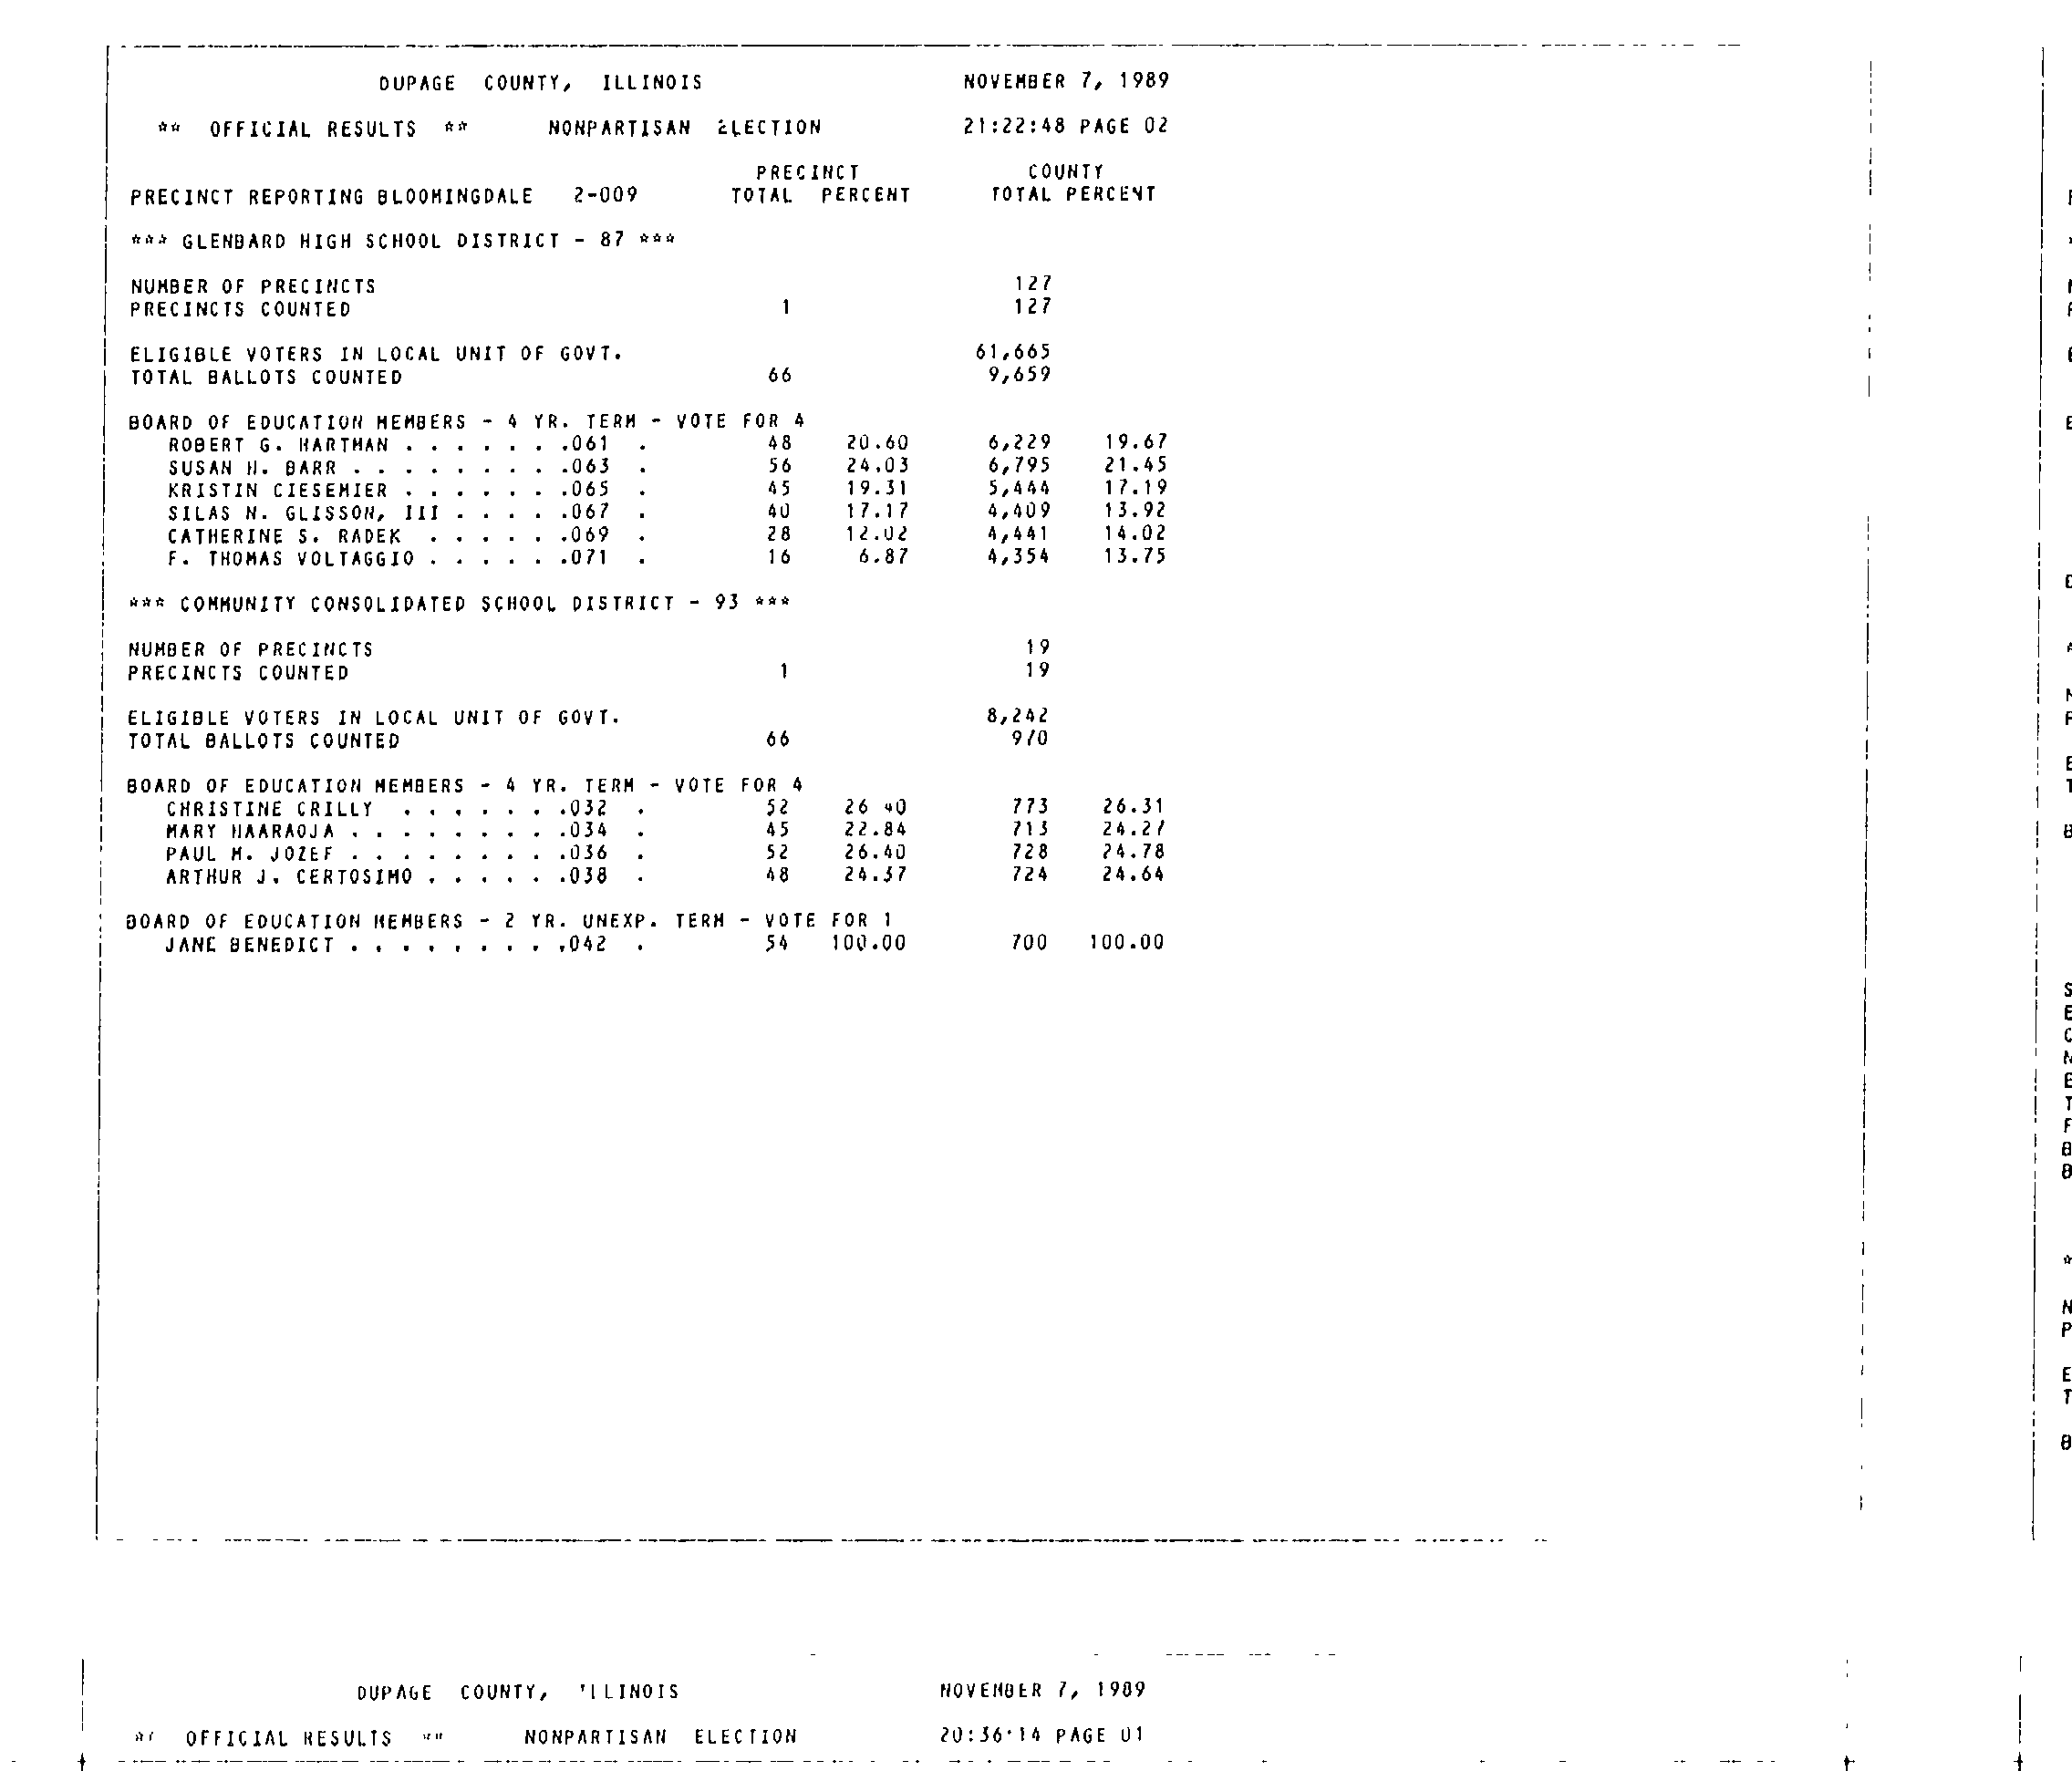 DUPAGE COUNTY, ILLINOIS NOVEMBER 7, 1989
** OFFICIAL RESULTS ** NONPARTISAN ELECTION 21:22:48 PAGE 02
PRECINCT COUNTY
PRECINCT REPORTING BLOOMINGDALE 2-009 TOTAL PERCENT TOTAL PERCENT
*** GLENBARD HIGH SCHOOL DISTRICT - 87 ***
NUMBER OF PRECINCTS 127
PRECINCTS COUNTED 1 127
ELIGIBLE VOTERS IN LOCAL UNIT OF GOVT. 61,665
TOTAL BALLOTS COUNTED 66 9,659
BOARD OF EDUCATION MEMBERS - 4 YR. TERM - VOTE FOR 4
ROBERT G. HARTMAN . . . . . . .061 . 48 20.60 6,229 19.67
SUSAN H. BARR . . . . . . . . .063 . 56 24.03 6,795 21.45
KRISTIN CIESEMIER . . . . . . .065 . 45 19.31 5,444 17.19
SILAS N. GLISSON, III . . . . .067 . 40 17.17 4,409 13.92
CATHERINE S. RADEK . . . . . .069 . 28 12.02 4,441 14.02
F. THOMAS VOLTAGGIO . . . . . .071 . 16 6.87 4,354 13.75
*** COMMUNITY CONSOLIDATED SCHOOL DISTRICT - 93 ***
NUMBER OF PRECINCTS 19
PRECINCTS COUNTED 1 19
ELIGIBLE VOTERS IN LOCAL UNIT OF GOVT. 8,242
TOTAL BALLOTS COUNTED 66 970
BOARD OF EDUCATION MEMBERS - 4 YR. TERM - VOTE FOR 4
CHRISTINE CRILLY . . . . . . .032 . 52 26.40 773 26.31
MARY HAARAOJA . . . . . . . . .034 . 45 22.84 713 24.27
PAUL M. JOZEF . . . . . . . . .036 . 52 26.40 728 24.78
ARTHUR J. CERTOSIMO . . . . . .038 . 48 24.37 724 24.64
BOARD OF EDUCATION MEMBERS - 2 YR. UNEXP. TERM - VOTE FOR 1
JANE BENEDICT . . . . . . . . .042 . 54 100.00 700 100.00
DUPAGE COUNTY, ILLINOIS NOVEMBER 7, 1989
** OFFICIAL RESULTS ** NONPARTISAN ELECTION 20:36:14 PAGE 01